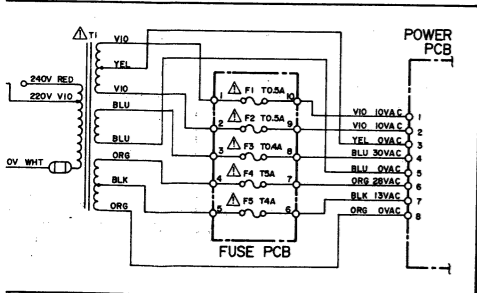 T1
VIO
YEL
VIO
BLU
BLU
ORG
BLK
ORG
240V RED
220V VIO
0V WHT
1 F1 T0.5A 10
2 F2 T0.5A 9
3 F3 T0.4A 8
4 F4 T5A 7
5 F5 T4A 6
FUSE PCB
POWER
PCB
VIO 10VAC 1
VIO 10VAC 2
YEL 0VAC 3
BLU 30VAC 4
BLU 0VAC 5
ORG 28VAC 6
BLK 13VAC 7
ORG 0VAC 8